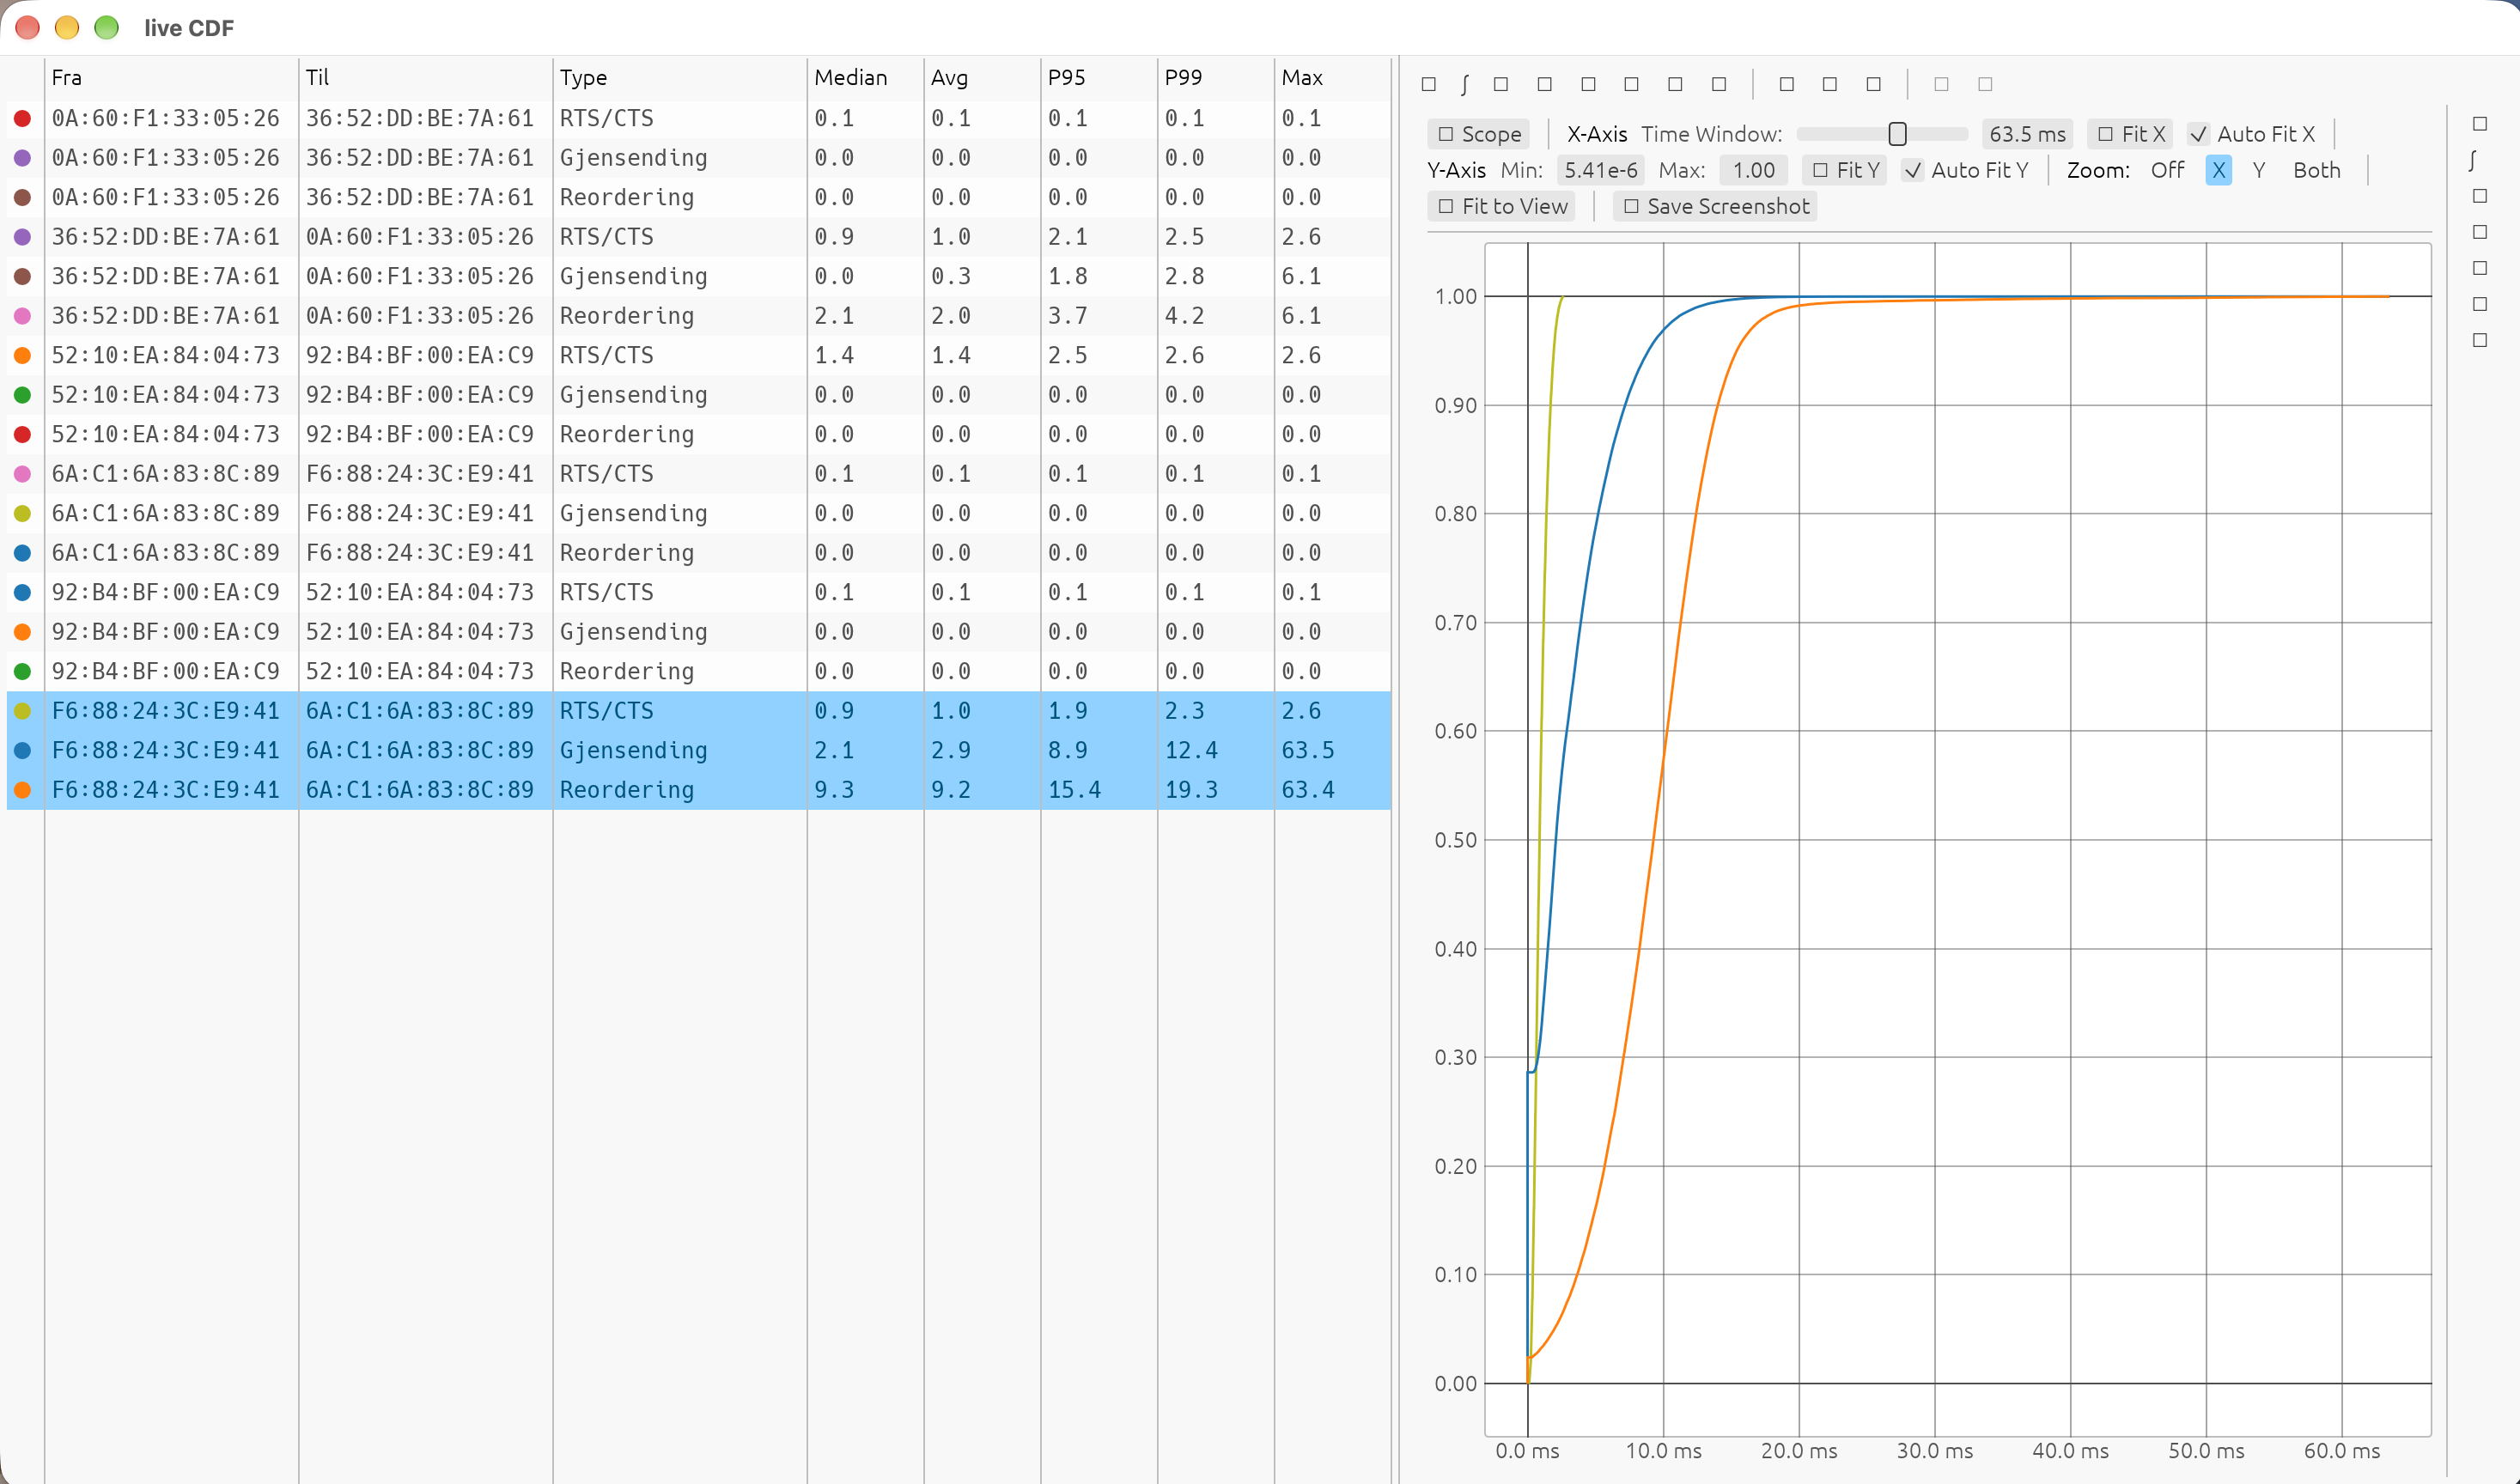 live CDF
Fra Til Type Median Avg P95 P99 Max
0A:60:F1:33:05:26 36:52:DD:BE:7A:61 RTS/CTS 0.1 0.1 0.1 0.1 0.1
0A:60:F1:33:05:26 36:52:DD:BE:7A:61 Gjensending 0.0 0.0 0.0 0.0 0.0
0A:60:F1:33:05:26 36:52:DD:BE:7A:61 Reordering 0.0 0.0 0.0 0.0 0.0
36:52:DD:BE:7A:61 0A:60:F1:33:05:26 RTS/CTS 0.9 1.0 2.1 2.5 2.6
36:52:DD:BE:7A:61 0A:60:F1:33:05:26 Gjensending 0.0 0.3 1.8 2.8 6.1
36:52:DD:BE:7A:61 0A:60:F1:33:05:26 Reordering 2.1 2.0 3.7 4.2 6.1
52:10:EA:84:04:73 92:B4:BF:00:EA:C9 RTS/CTS 1.4 1.4 2.5 2.6 2.6
52:10:EA:84:04:73 92:B4:BF:00:EA:C9 Gjensending 0.0 0.0 0.0 0.0 0.0
52:10:EA:84:04:73 92:B4:BF:00:EA:C9 Reordering 0.0 0.0 0.0 0.0 0.0
6A:C1:6A:83:8C:89 F6:88:24:3C:E9:41 RTS/CTS 0.1 0.1 0.1 0.1 0.1
6A:C1:6A:83:8C:89 F6:88:24:3C:E9:41 Gjensending 0.0 0.0 0.0 0.0 0.0
6A:C1:6A:83:8C:89 F6:88:24:3C:E9:41 Reordering 0.0 0.0 0.0 0.0 0.0
92:B4:BF:00:EA:C9 52:10:EA:84:04:73 RTS/CTS 0.1 0.1 0.1 0.1 0.1
92:B4:BF:00:EA:C9 52:10:EA:84:04:73 Gjensending 0.0 0.0 0.0 0.0 0.0
92:B4:BF:00:EA:C9 52:10:EA:84:04:73 Reordering 0.0 0.0 0.0 0.0 0.0
F6:88:24:3C:E9:41 6A:C1:6A:83:8C:89 RTS/CTS 0.9 1.0 1.9 2.3 2.6
F6:88:24:3C:E9:41 6A:C1:6A:83:8C:89 Gjensending 2.1 2.9 8.9 12.4 63.5
F6:88:24:3C:E9:41 6A:C1:6A:83:8C:89 Reordering 9.3 9.2 15.4 19.3 63.4
∫
Scope X-Axis Time Window: 63.5 ms Fit X Auto Fit X
Y-Axis Min: 5.41e-6 Max: 1.00 Fit Y Auto Fit Y Zoom: Off X Y Both
Fit to View Save Screenshot
∫
1.00
0.90
0.80
0.70
0.60
0.50
0.40
0.30
0.20
0.10
0.00
0.0 ms 10.0 ms 20.0 ms 30.0 ms 40.0 ms 50.0 ms 60.0 ms